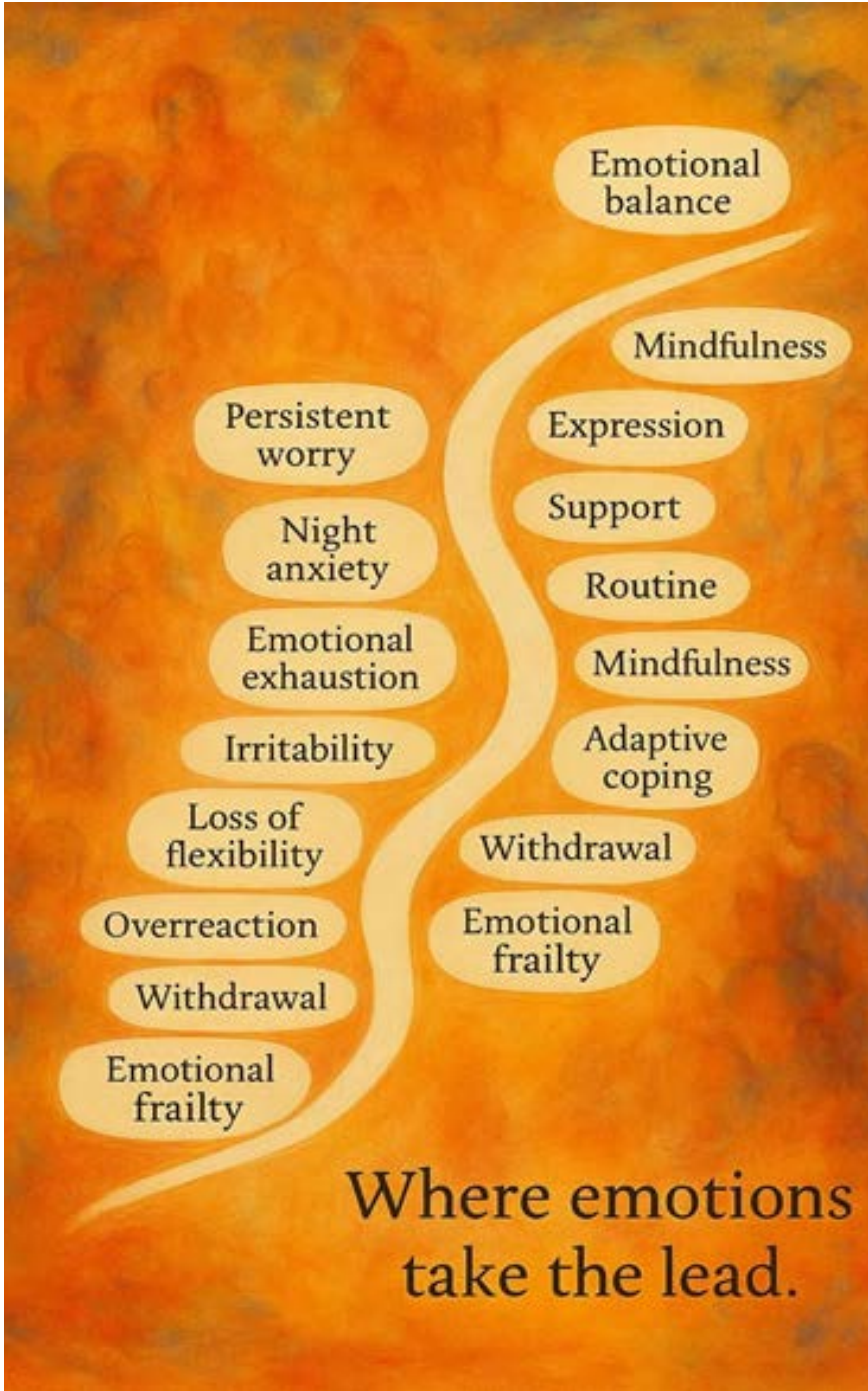 Emotional
balance
Mindfulness
Persistent
worry
Expression
Support
Night
anxiety
Routine
Emotional
exhaustion
Mindfulness
Irritability
Adaptive
coping
Loss of
flexibility
Withdrawal
Overreaction
Emotional
frailty
Withdrawal
Emotional
frailty
Where emotions
take the lead.